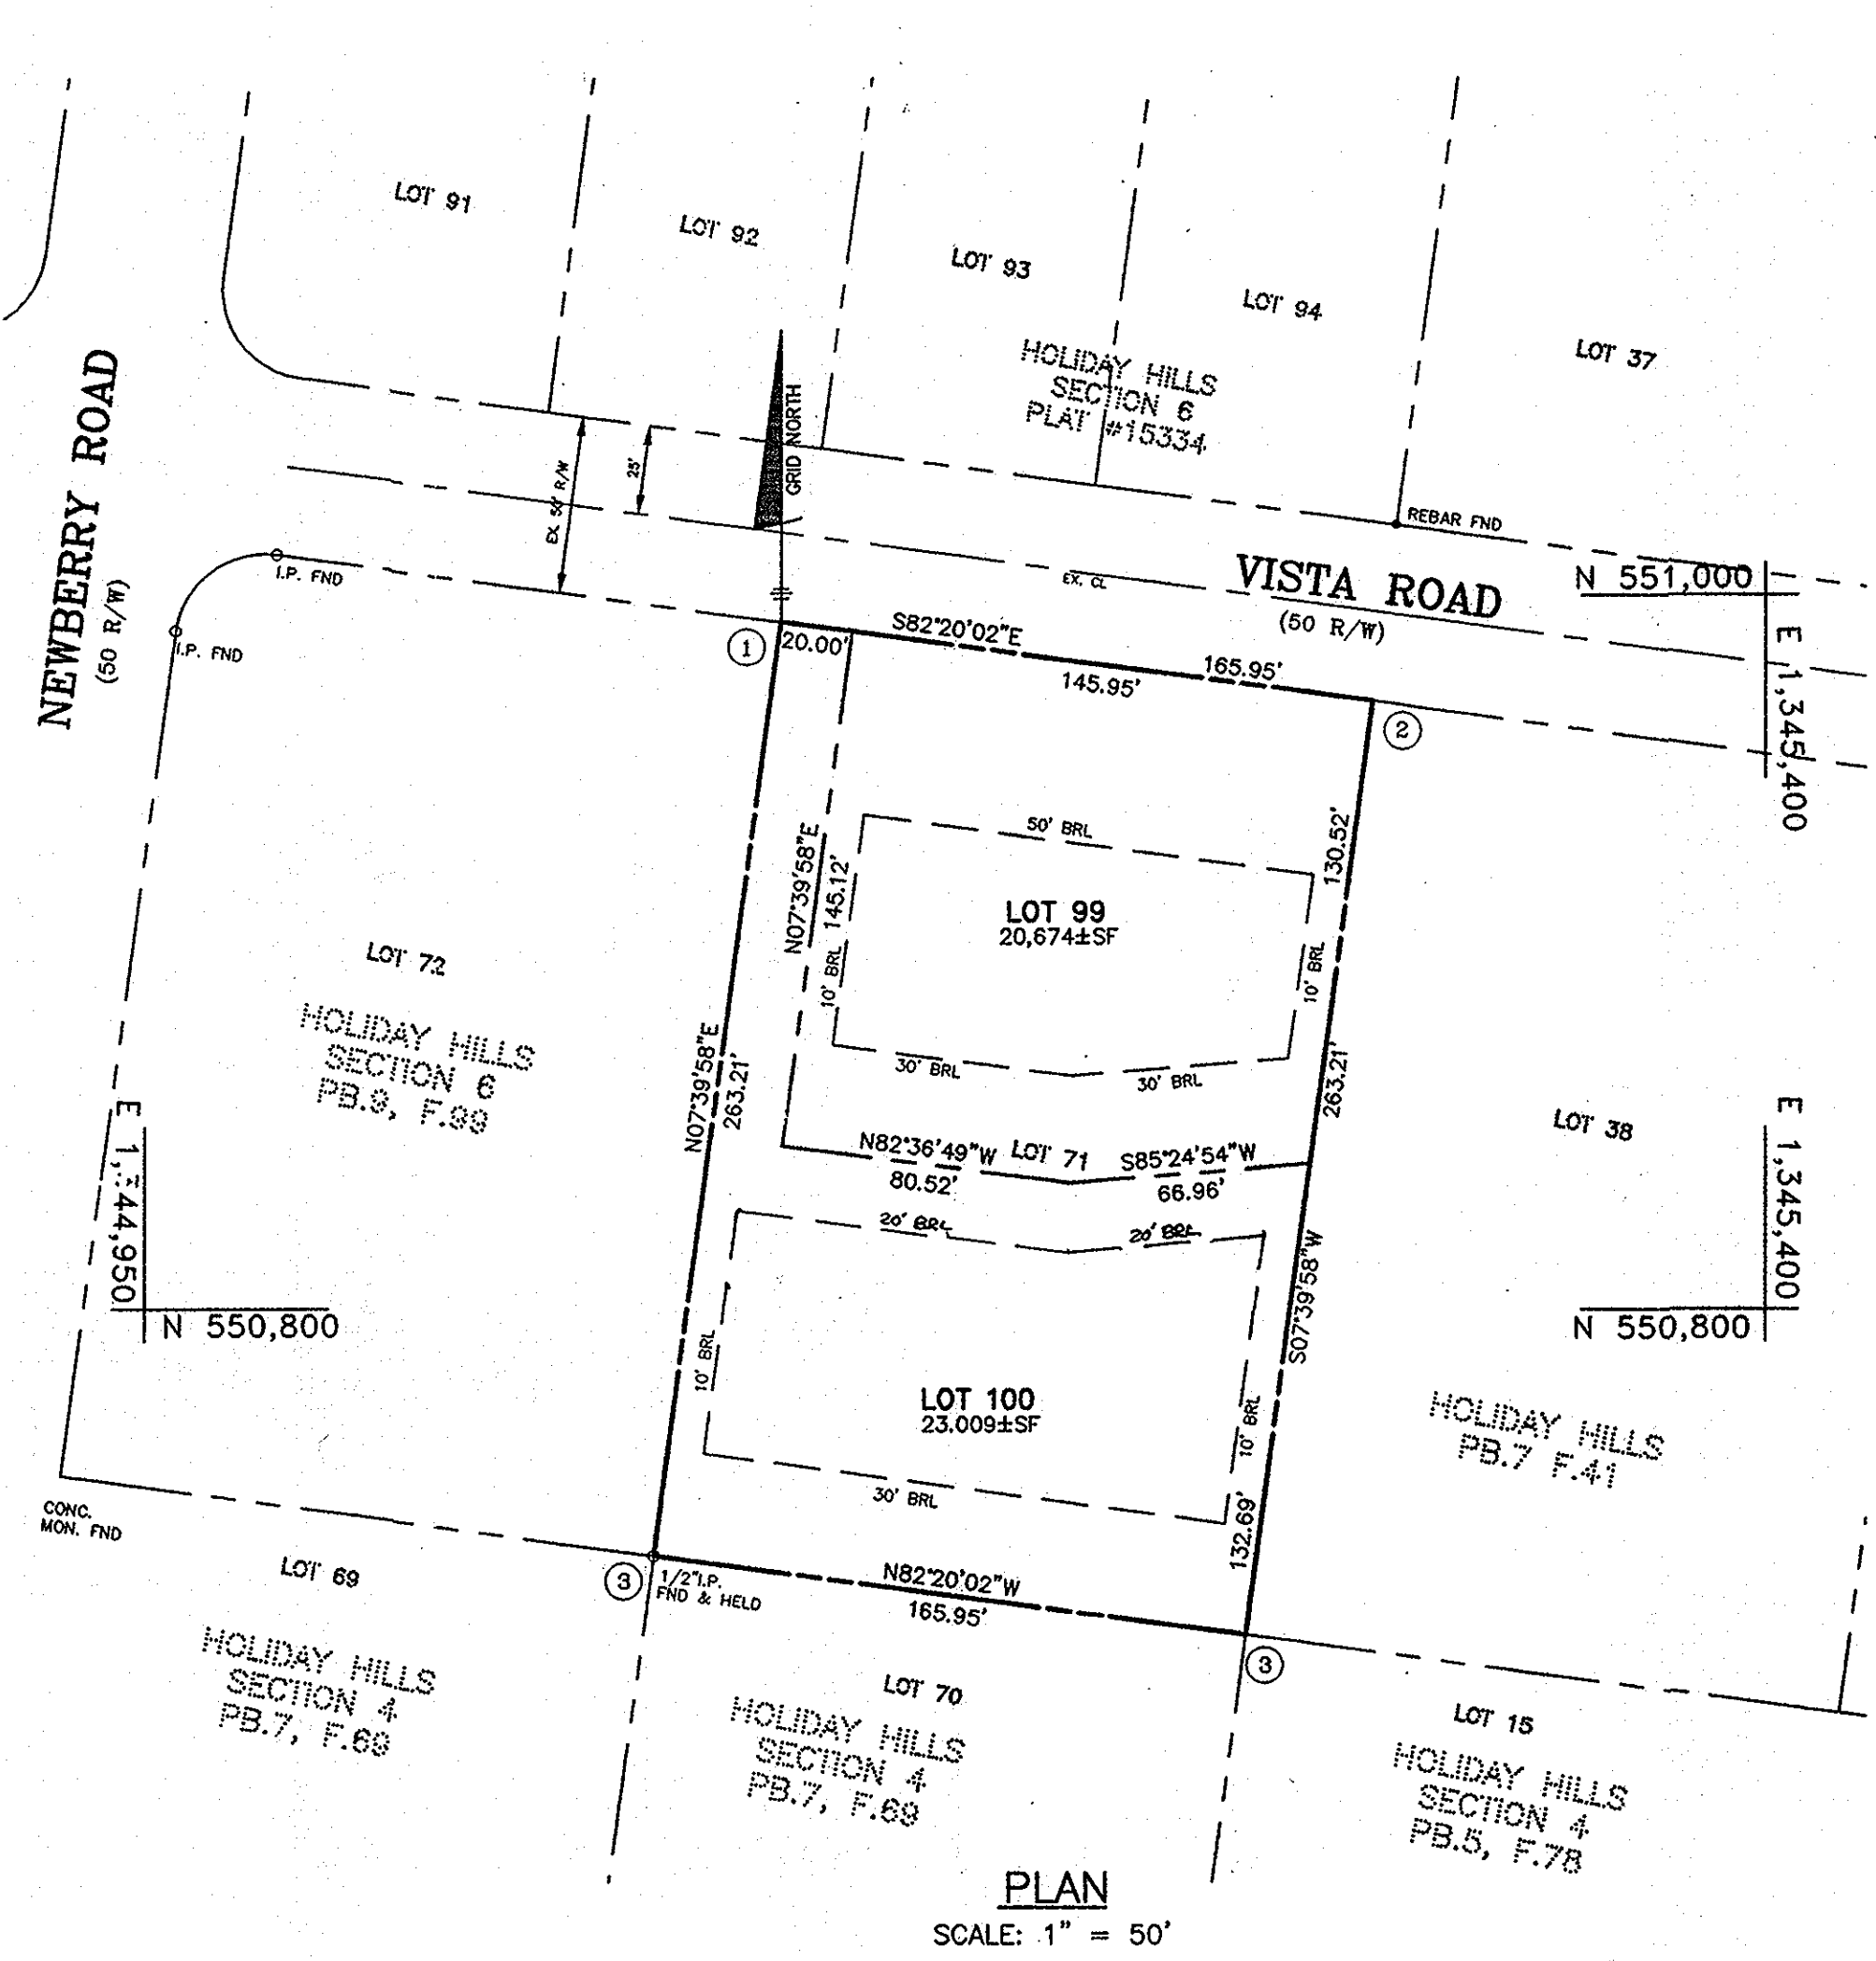 LOT 91
LOT 92
LOT 93
LOT 94
LOT 37
HOLIDAY HILLS
SECTION 6
PLAT #15334
NEWBERRY ROAD
(50 R/W)
EX. 50' R/W
25'
GRID NORTH
REBAR FND
I.P. FND
I.P. FND
EX. CL
VISTA ROAD
(50 R/W)
N 551,000
E 1,345,400
1
20.00'
S82°20'02"E
165.95'
145.95'
2
N07°39'58"E
145.12'
10' BRL
50' BRL
130.52'
LOT 99
20,674±SF
10' BRL
30' BRL
30' BRL
LOT 72
HOLIDAY HILLS
SECTION 6
PB.9, F.99
N07°39'58"E
263.21'
263.21'
N82°36'49"W
80.52'
LOT 71
S85°24'54"W
66.96'
LOT 38
E 1,345,400
N 550,800
E 1,344,950
N 550,800
20' BRL
20' BRL
S07°39'58"W
10' BRL
LOT 100
23.009±SF
10' BRL
30' BRL
132.69'
HOLIDAY HILLS
PB.7 F.41
CONC.
MON. FND
LOT 69
3
1/2"I.P.
FND & HELD
N82°20'02"W
165.95'
3
HOLIDAY HILLS
SECTION 4
PB.7, F.69
LOT 70
HOLIDAY HILLS
SECTION 4
PB.7, F.69
LOT 15
HOLIDAY HILLS
SECTION 4
PB.5, F.78
PLAN
SCALE: 1" = 50'